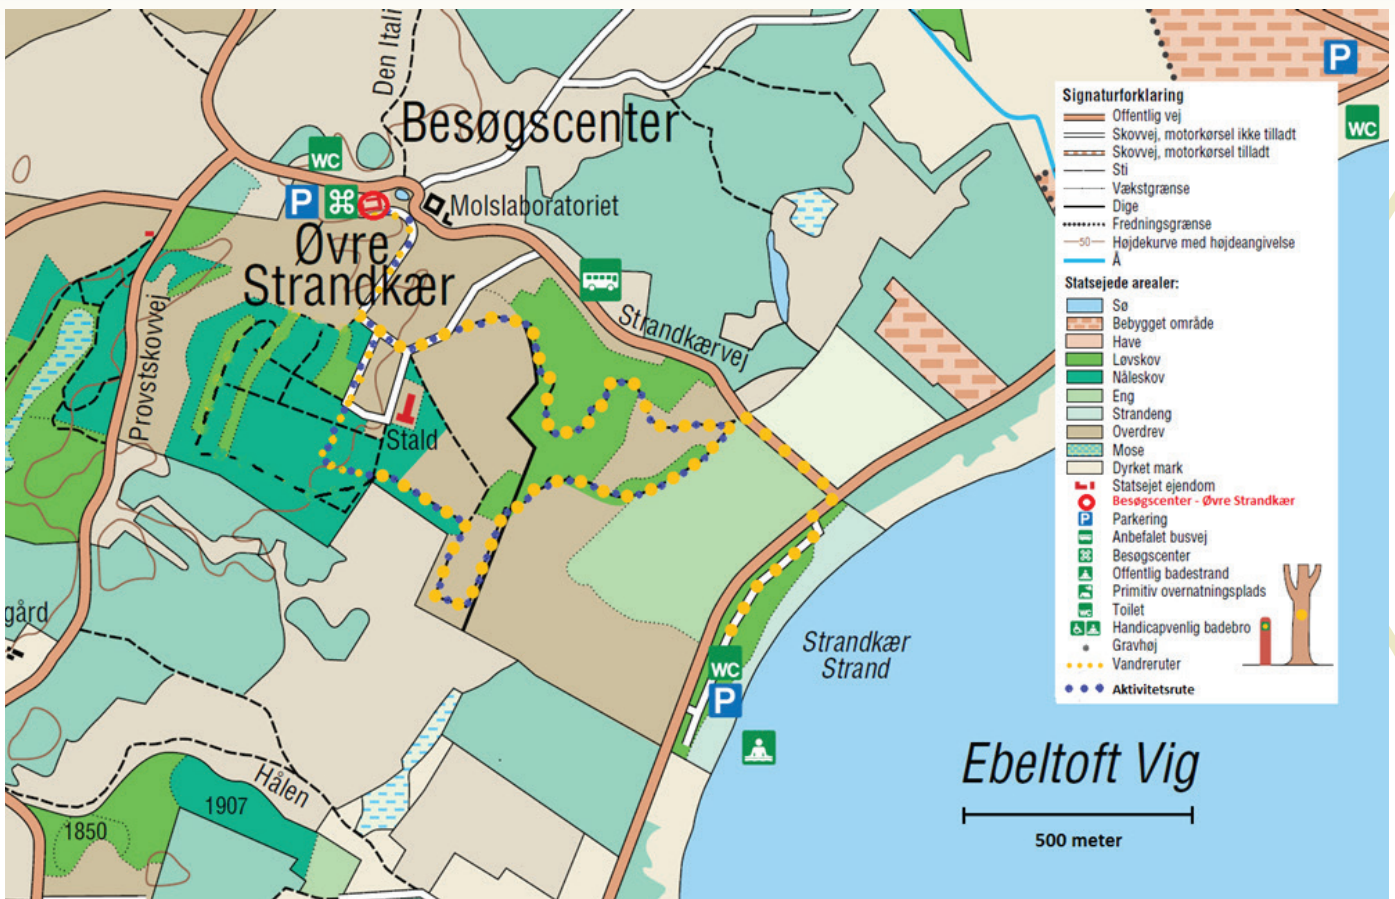 Den Itali
Besøgscenter
WC
P
Molslaboratoriet
Øvre
Strandkær
Provstskovvej
Strandkærvej
Stald
gård
Hålen
1907
1850
WC
P
Strandkær
Strand
Ebeltoft Vig
500 meter
P
WC
Signaturforklaring
Offentlig vej
Skovvej, motorkørsel ikke tilladt
Skovvej, motorkørsel tilladt
Sti
Vækstgrænse
Dige
Fredningsgrænse
50 Højdekurve med højdeangivelse
Å
Statsejede arealer:
Sø
Bebygget område
Have
Løvskov
Nåleskov
Eng
Strandeng
Overdrev
Mose
Dyrket mark
Statsejet ejendom
Besøgscenter - Øvre Strandkær
P Parkering
Anbefalet busvej
Besøgscenter
Offentlig badestrand
Primitiv overnatningsplads
WC Toilet
Handicapvenlig badebro
Gravhøj
Vandreruter
Aktivitetsrute